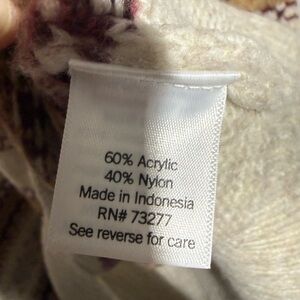 60% Acrylic
40% Nylon
Made in Indonesia
RN# 73277
See reverse for care